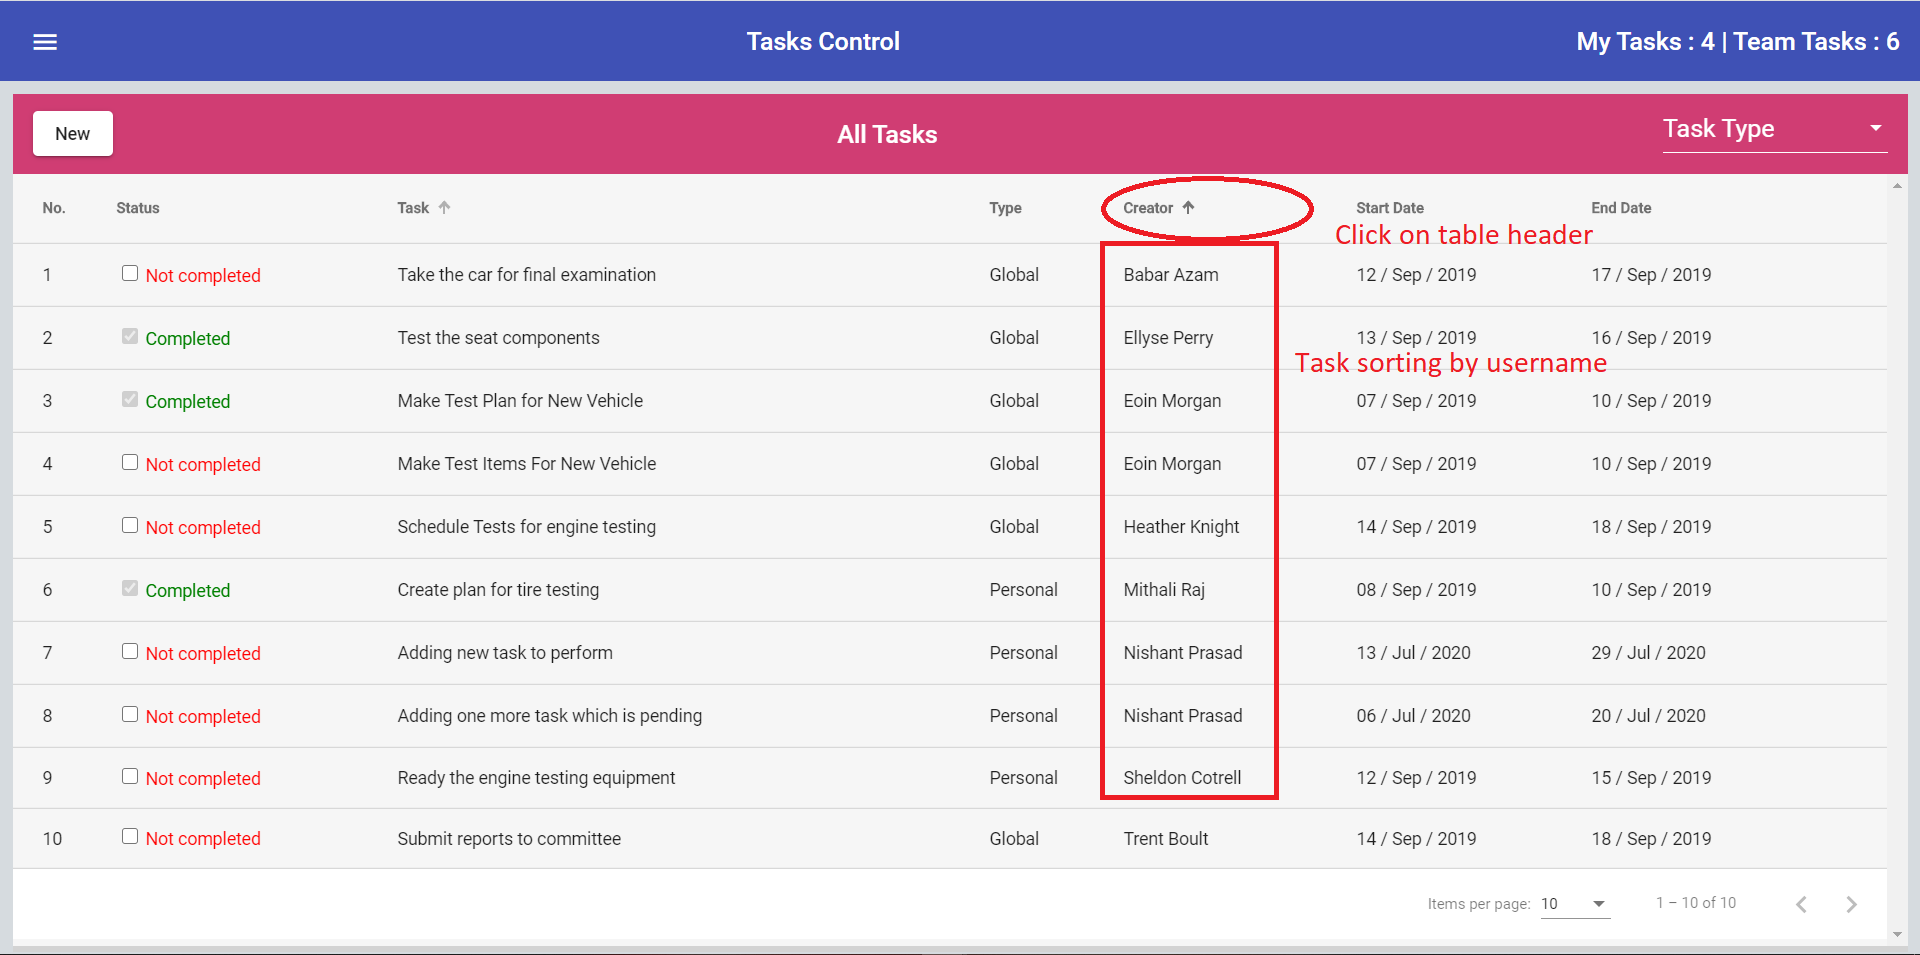 Tasks Control
My Tasks : 4 | Team Tasks : 6
New
All Tasks
Task Type
No. Status Task Type Creator Start Date End Date
Click on table header
1 Not completed Take the car for final examination Global Babar Azam 12 / Sep / 2019 17 / Sep / 2019
2 Completed Test the seat components Global Ellyse Perry 13 / Sep / 2019 16 / Sep / 2019
Task sorting by username
3 Completed Make Test Plan for New Vehicle Global Eoin Morgan 07 / Sep / 2019 10 / Sep / 2019
4 Not completed Make Test Items For New Vehicle Global Eoin Morgan 07 / Sep / 2019 10 / Sep / 2019
5 Not completed Schedule Tests for engine testing Global Heather Knight 14 / Sep / 2019 18 / Sep / 2019
6 Completed Create plan for tire testing Personal Mithali Raj 08 / Sep / 2019 10 / Sep / 2019
7 Not completed Adding new task to perform Personal Nishant Prasad 13 / Jul / 2020 29 / Jul / 2020
8 Not completed Adding one more task which is pending Personal Nishant Prasad 06 / Jul / 2020 20 / Jul / 2020
9 Not completed Ready the engine testing equipment Personal Sheldon Cotrell 12 / Sep / 2019 15 / Sep / 2019
10 Not completed Submit reports to committee Global Trent Boult 14 / Sep / 2019 18 / Sep / 2019
Items per page: 10 1 – 10 of 10